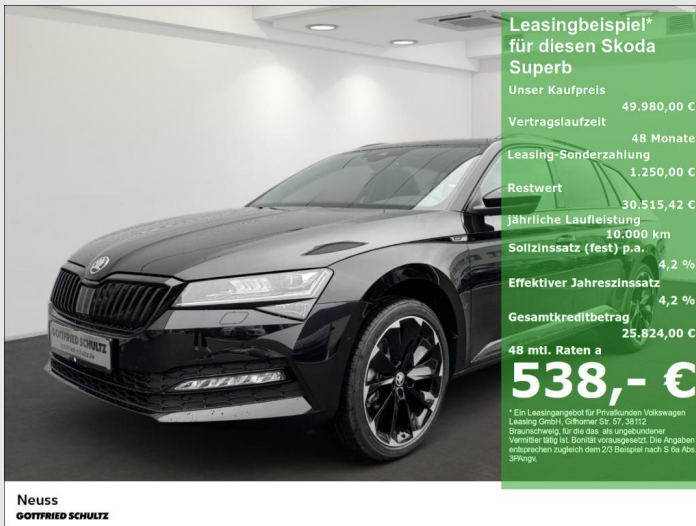 Leasingbeispiel*
für diesen Skoda
Superb
Unser Kaufpreis
49.980,00 €
Vertragslaufzeit
48 Monate
Leasing-Sonderzahlung
1.250,00 €
Restwert
30.515,42 €
jährliche Laufleistung
10.000 km
Sollzinssatz (fest) p.a.
4,2 %
Effektiver Jahreszinssatz
4,2 %
Gesamtkreditbetrag
25.824,00 €
48 mtl. Raten a
538,- €
* Ein Leasingangebot für Privatkunden Volkswagen
Leasing GmbH, Gifhorner Str. 57, 38112
Braunschweig, für die das als ungebundener
Vermittler tätig ist. Bonität vorausgesetzt. Die Angaben
entsprechen zugleich dem 2/3 Beispiel nach S 6a Abs.
3PAngv.
GOTTFRIED SCHULTZ
gottfried-schultz.de
Neuss
GOTTFRIED SCHULTZ